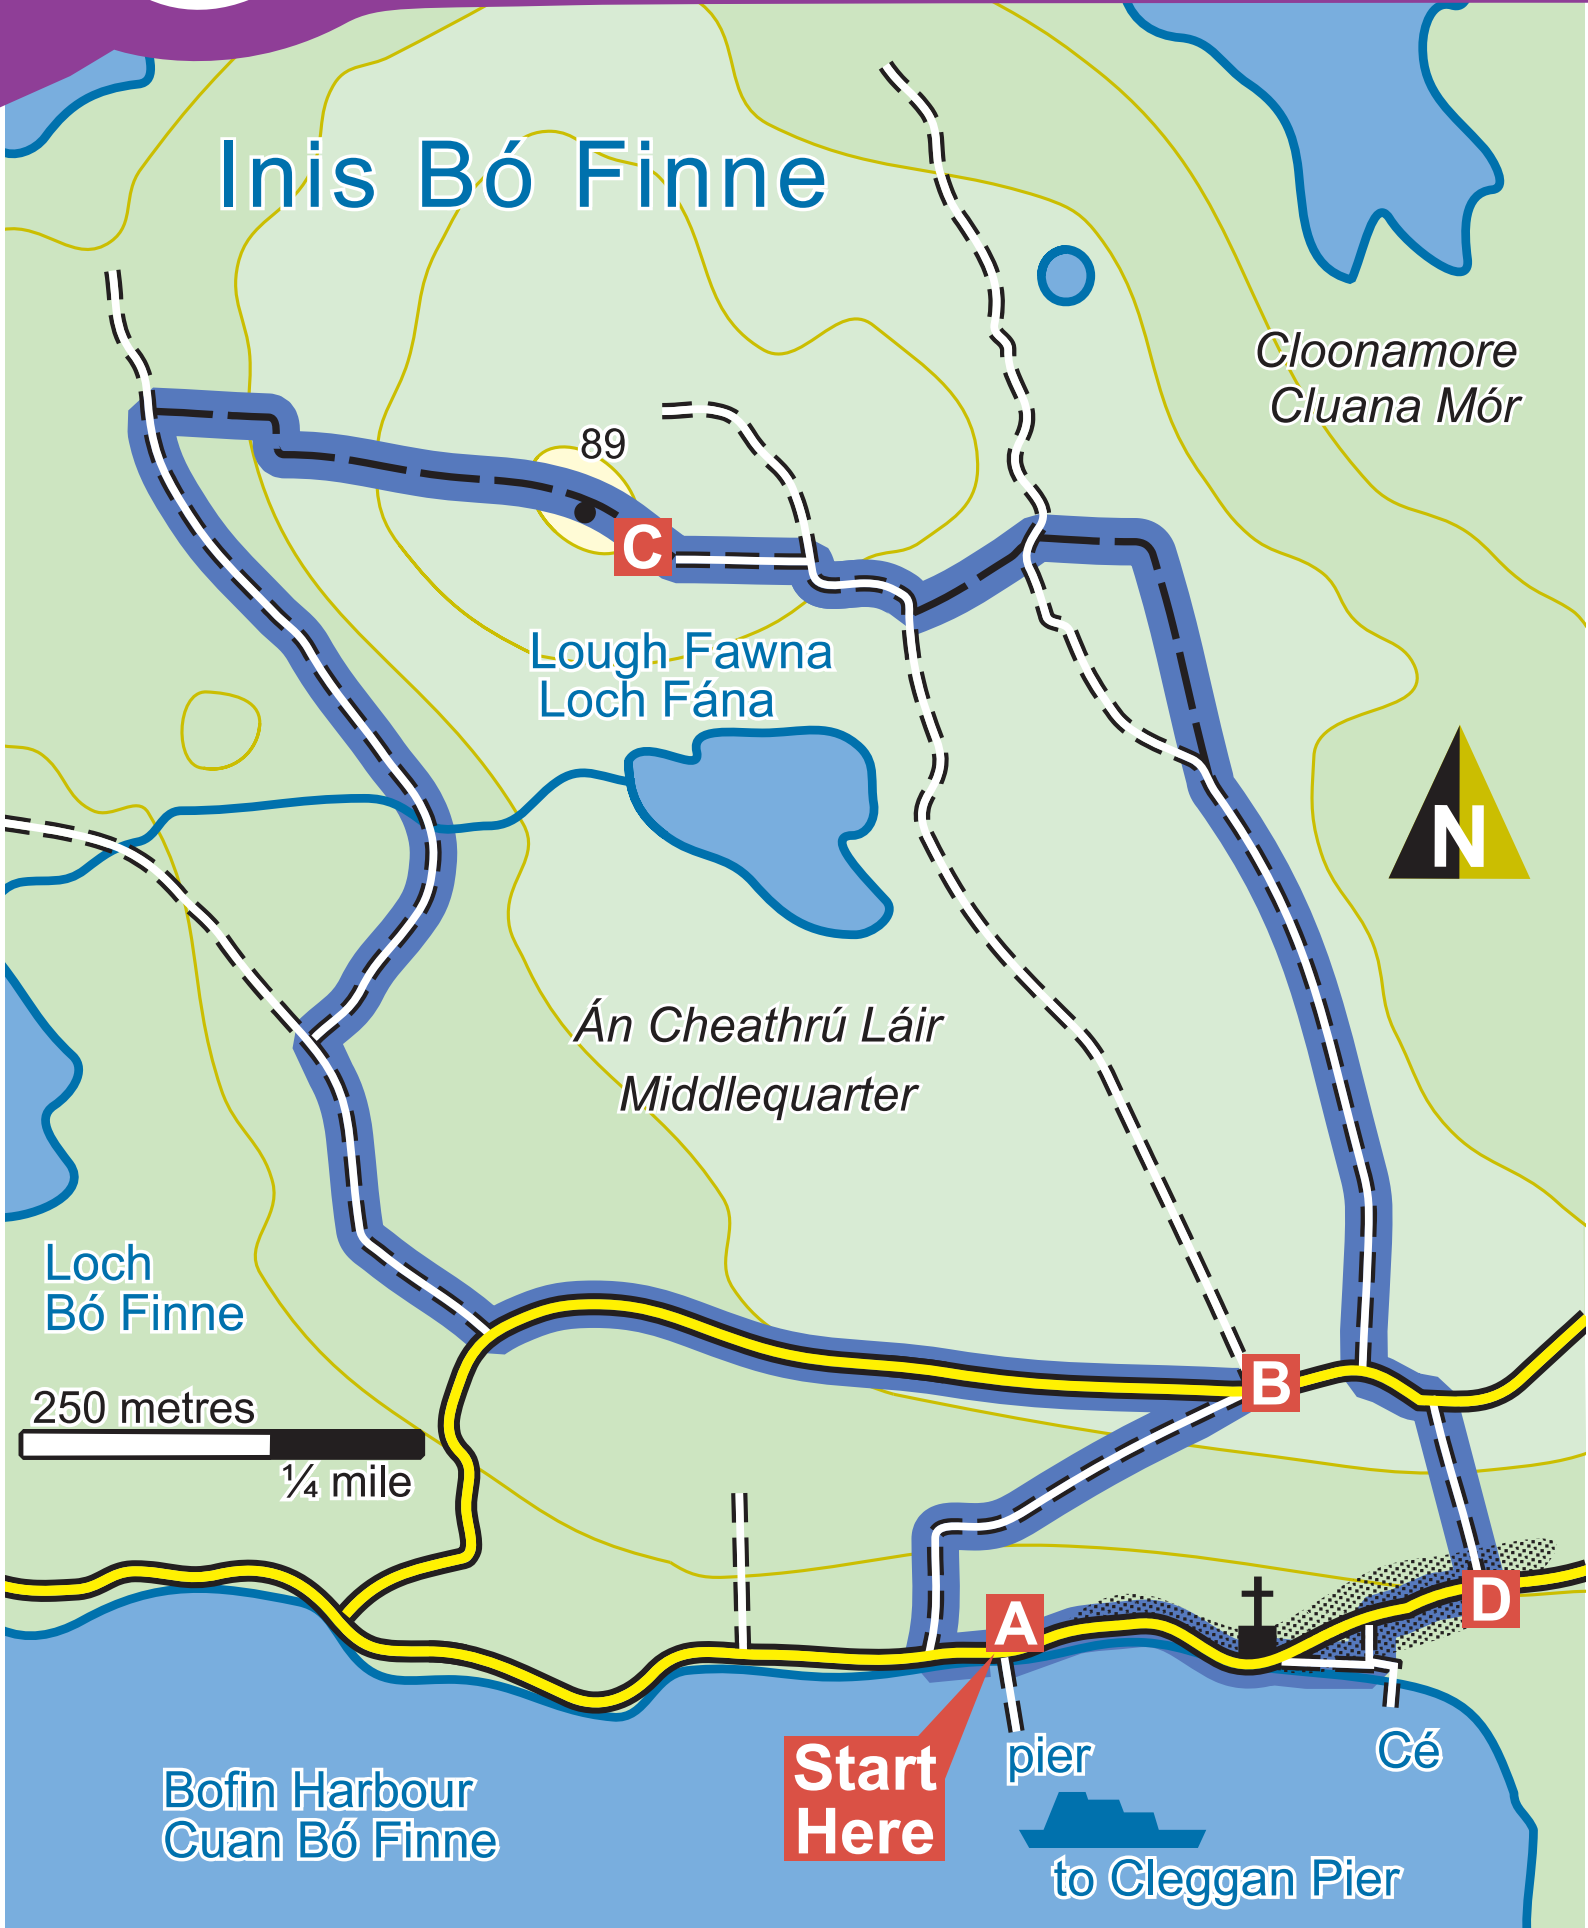 Inis Bó Finne
Cloonamore
Cluana Mór
89
C
Lough Fawna
Loch Fána
N
Án Cheathrú Láir
Middlequarter
Loch
Bó Finne
B
250 metres
¼ mile
A
D
Start
Here
pier
Cé
Bofin Harbour
Cuan Bó Finne
to Cleggan Pier